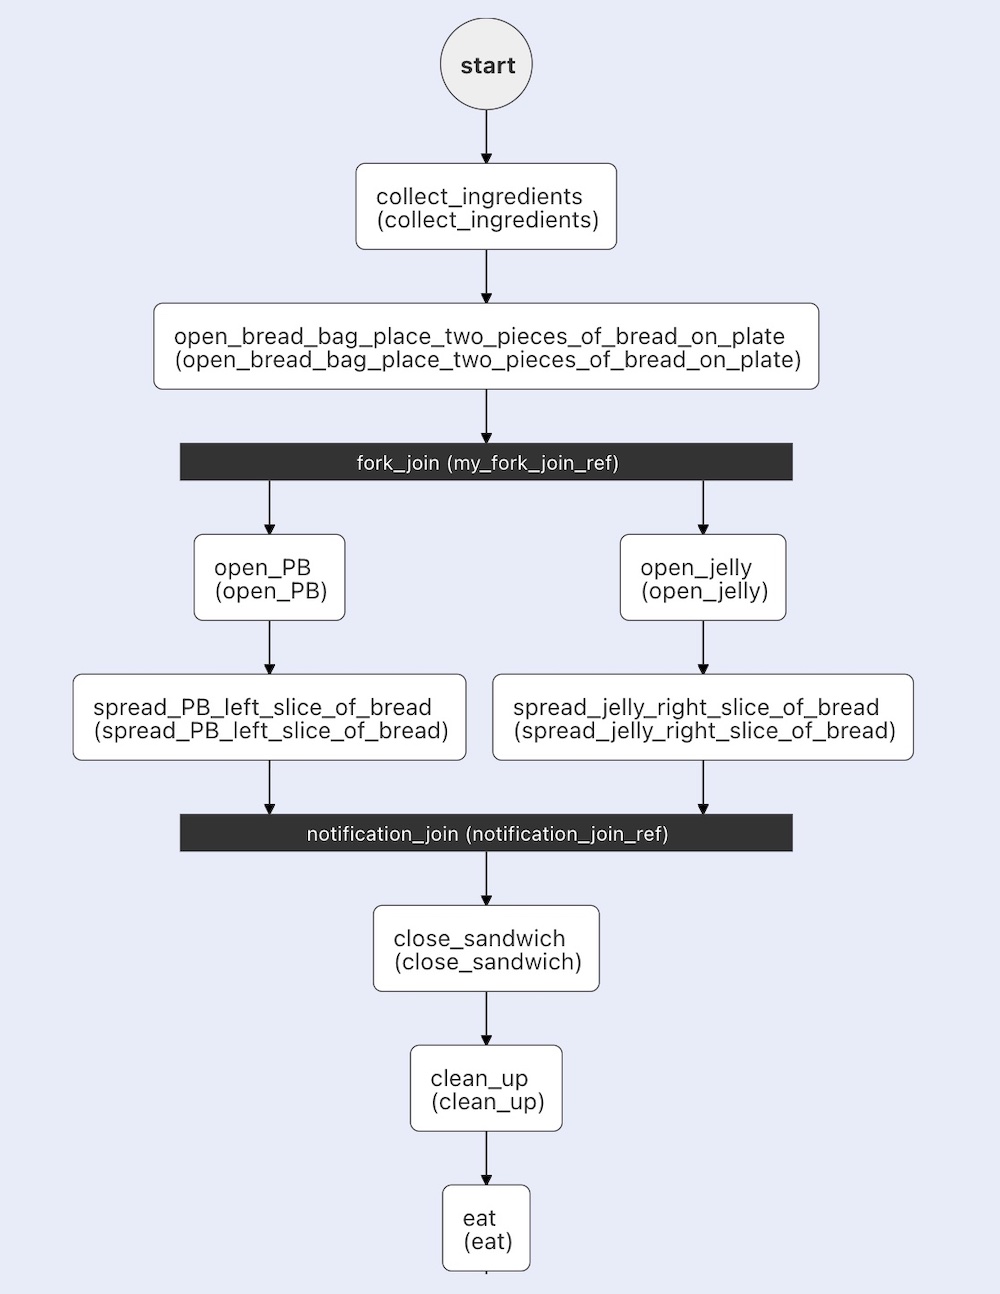 start
collect_ingredients
(collect_ingredients)
open_bread_bag_place_two_pieces_of_bread_on_plate
(open_bread_bag_place_two_pieces_of_bread_on_plate)
fork_join (my_fork_join_ref)
open_PB
(open_PB)
open_jelly
(open_jelly)
spread_PB_left_slice_of_bread
(spread_PB_left_slice_of_bread)
spread_jelly_right_slice_of_bread
(spread_jelly_right_slice_of_bread)
notification_join (notification_join_ref)
close_sandwich
(close_sandwich)
clean_up
(clean_up)
eat
(eat)